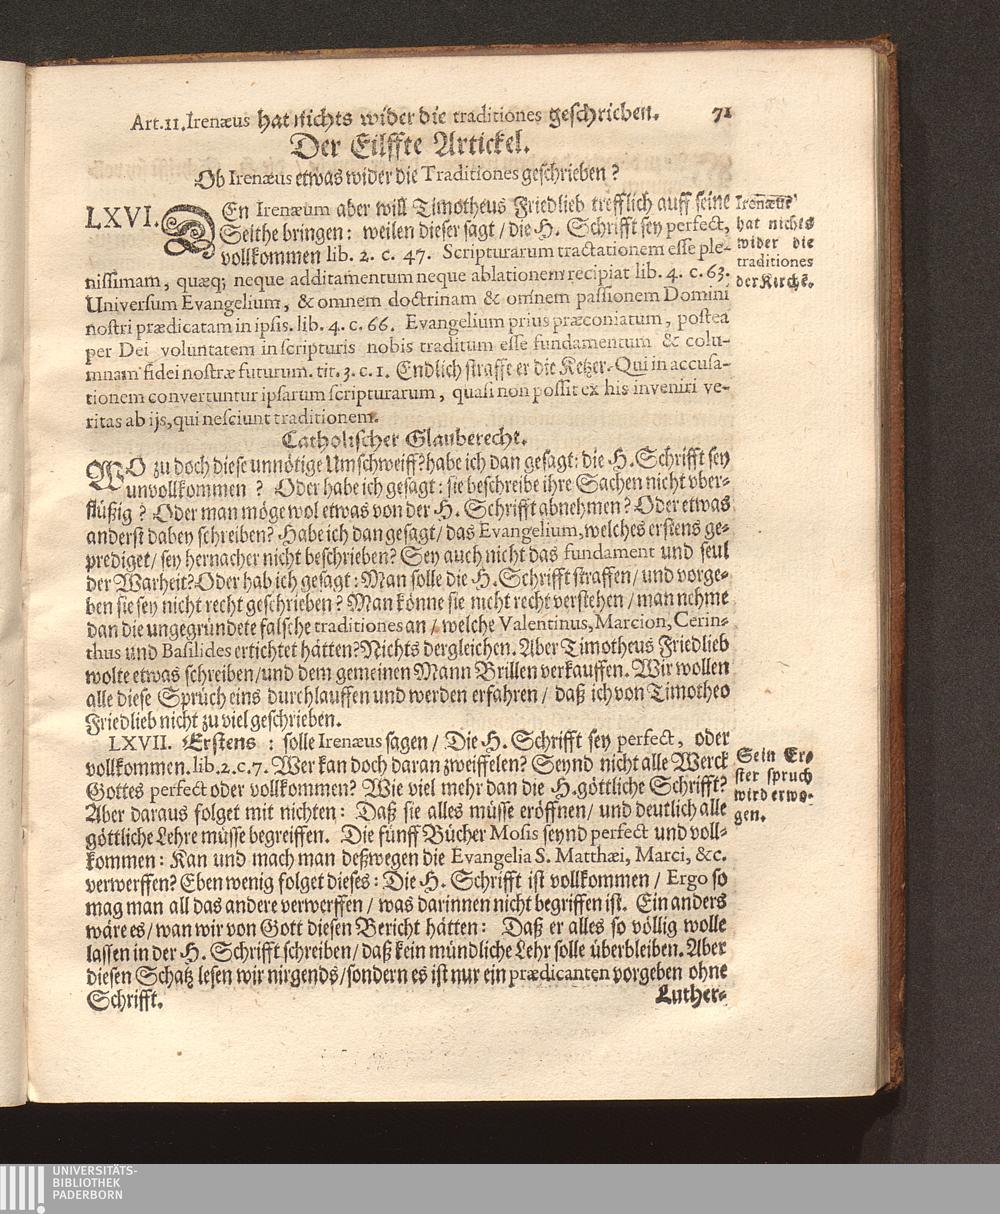 Art.11. Irenæus hat nichts wider die traditiones geschrieben. 71
Der Eilffte Artickel.
Ob Irenæus etwas wider die Traditiones geschrieben?
LXVI. DEn Irenæum aber will Timotheus Friedlieb trefflich auff seine
Seithe bringen: weilen dieser sagt / die H. Schrifft sey perfect,
vollkommen lib. 2. c. 47. Scripturarum tractationem esse ple-
nissimam, quæq; neque additamentum neque ablationem recipiat lib. 4. c. 63.
Universum Evangelium, & omnem doctrinam & om̃nem passionem Domini
nostri prædicatam in ipsis. lib. 4. c. 66. Evangelium prius præconiatum, postea
per Dei voluntatem in scripturis nobis traditum esse fundamentum & colu-
mnam fidei nostræ futurum. tit. 3. c. 1. Endlich straffe er die Ketzer. Qui in accusa-
tionem convertuntur ipsarum scripturarum, quasi non possit ex his inveniri ve-
ritas ab ijs, qui nesciunt traditionem.
Irenæus
hat nichts
wider die
traditiones
der Kirchẽ.
Catholischer Glauberecht.
WO zu doch diese unnötige Umschweiff? habe ich dan gesagt: die H. Schrifft sey
unvollkommen? Oder habe ich gesagt: sie beschreibe ihre Sachen nicht uber-
flüßig? Oder man möge wol etwas von der H. Schrifft abnehmen? Oder etwas
anderst dabey schreiben? Habe ich dan gesagt / das Evangelium, welches erstens ge-
prediget / sey hernacher nicht beschrieben? Sey auch nicht das fundament und seul
der Warheit? Oder hab ich gesagt: Man solle die H. Schrifft straffen / und vorge-
ben sie sey nicht recht geschrieben? Man könne sie nicht recht verstehen / man nehme
dan die ungegründete falsche traditiones an / welche Valentinus, Marcion, Cerin-
thus und Basilides ertichtet hätten? Nichts dergleichen. Aber Timotheus Friedlieb
wolte etwas schreiben / und dem gemeinen Mann Brillen verkauffen. Wir wollen
alle diese Sprüch eins durchlauffen und werden erfahren / daß ich von Timotheo
Friedlieb nicht zu viel geschrieben.
LXVII. Erstens: solle Irenæus sagen / Die H. Schrifft sey perfect, oder
vollkommen. lib. 2. c. 7. Wer kan doch daran zweiffelen? Seynd nicht alle Werck
Gottes perfect oder vollkommen? Wie viel mehr dan die H. göttliche Schrifft?
Aber daraus folget mit nichten: Daß sie alles müsse eröffnen / und deutlich alle
göttliche Lehre müsse begreiffen. Die fünff Bücher Mosis seynd perfect und voll-
kommen: Kan und mach man deßwegen die Evangelia S. Matthæi, Marci, &c.
verwerffen? Eben wenig folget dieses: Die H. Schrifft ist vollkommen / Ergo so
mag man all das andere verwerffen / was darinnen nicht begriffen ist. Ein anders
wäre es / wan wir von Gott diesen Bericht hätten: Daß er alles so völlig wolle
lassen in der H. Schrifft schreiben / daß kein mündliche Lehr solle überbleiben. Aber
diesen Schatz lesen wir nirgends / sondern es ist nur ein prædicanten vorgeben ohne
Schrifft. Luther-
Sein Er-
ster spruch
wird erwo-
gen.
UNIVERSITÄTS-
BIBLIOTHEK
PADERBORN